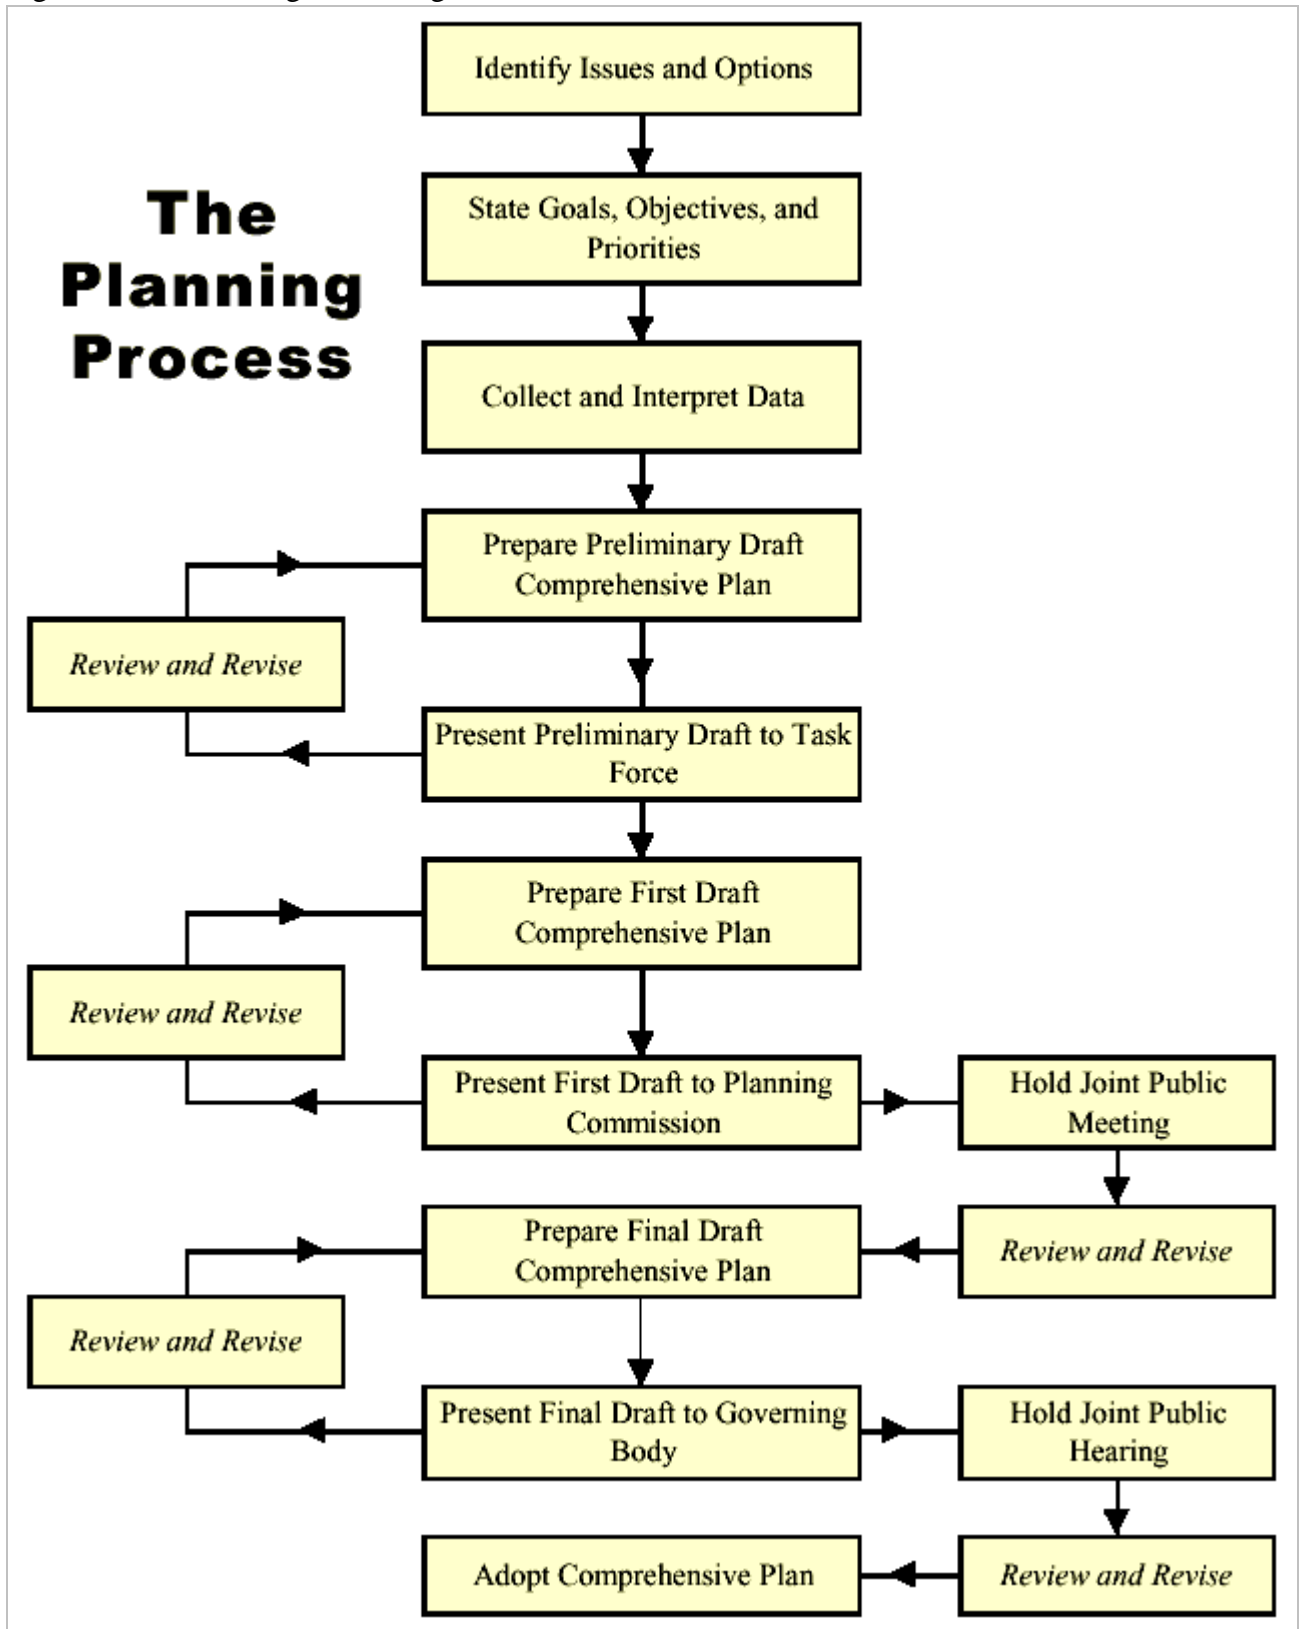 Identify Issues and Options
State Goals, Objectives, and
Priorities
The
Planning
Process
Collect and Interpret Data
Prepare Preliminary Draft
Comprehensive Plan
Review and Revise
Present Preliminary Draft to Task
Force
Prepare First Draft
Comprehensive Plan
Review and Revise
Present First Draft to Planning
Commission
Hold Joint Public
Meeting
Prepare Final Draft
Comprehensive Plan
Review and Revise
Review and Revise
Present Final Draft to Governing
Body
Hold Joint Public
Hearing
Adopt Comprehensive Plan
Review and Revise